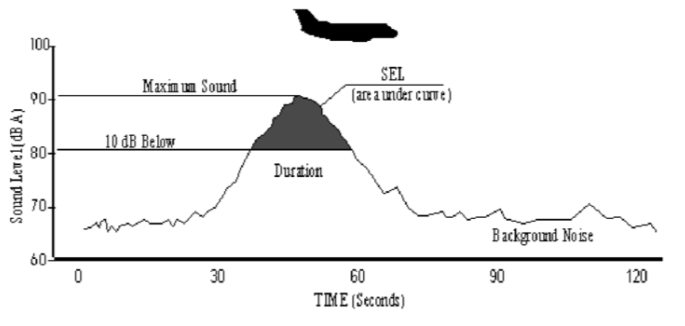 100
Maximum Sound
SEL
(area under curve)
90
10 dB Below
80
Duration
Sound Level (dBA)
70
Background Noise
60
0 30 60 90 120
TIME (Seconds)